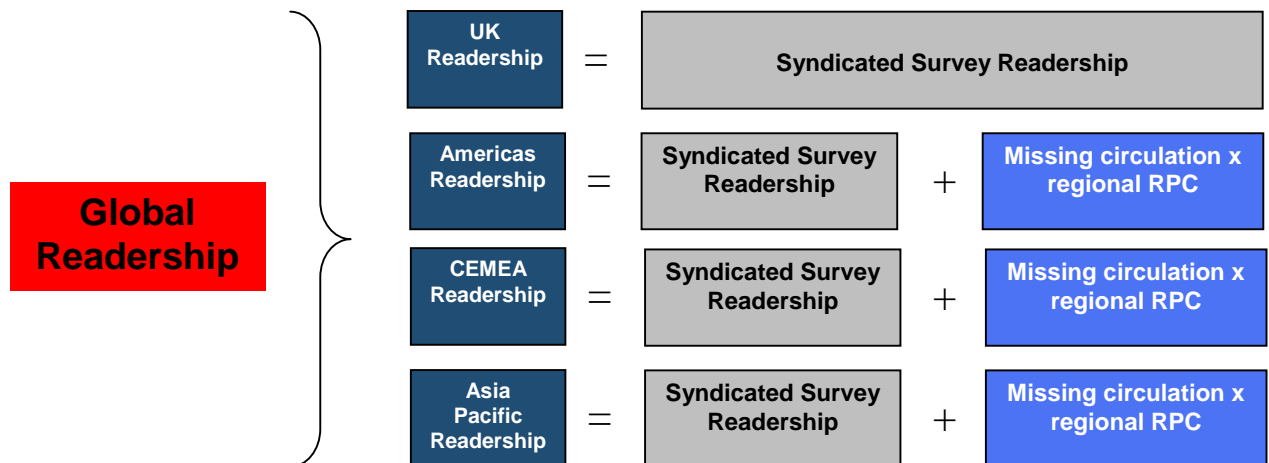 Global
Readership
UK
Readership
=
Syndicated Survey Readership
Americas
Readership
=
Syndicated Survey
Readership
+
Missing circulation x
regional RPC
CEMEA
Readership
=
Syndicated Survey
Readership
+
Missing circulation x
regional RPC
Asia
Pacific
Readership
=
Syndicated Survey
Readership
+
Missing circulation x
regional RPC